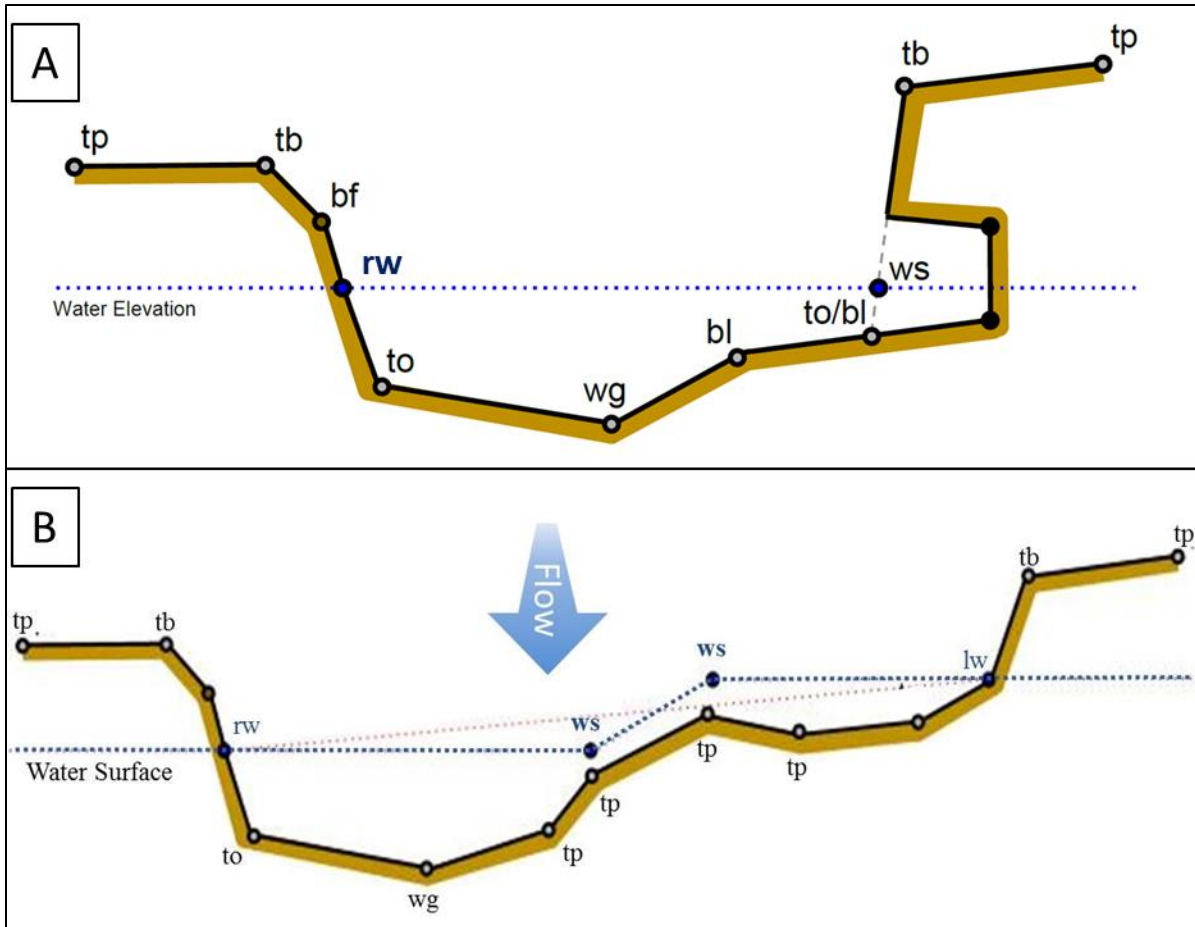 A
tp
tb
bf
rw
Water Elevation
to
wg
bl
to/bl
ws
tb
tp
B
Flow
tp
tb
rw
Water Surface
to
wg
tp
tp
ws
ws
tp
tp
lw
tb
tp